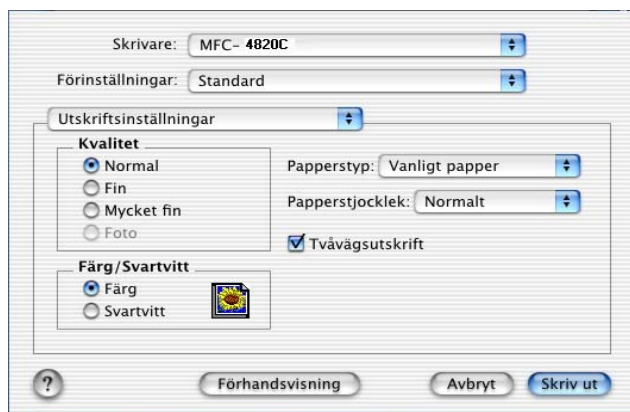 Skrivare: MFC- 4820C
Förinställningar: Standard
Utskriftsinställningar
Kvalitet
Normal
Fin
Mycket fin
Foto
Papperstyp: Vanligt papper
Papperstjocklek: Normalt
Tvåvägsutskrift
Färg/Svartvitt
Färg
Svartvitt
? Förhandsvisning Avbryt Skriv ut